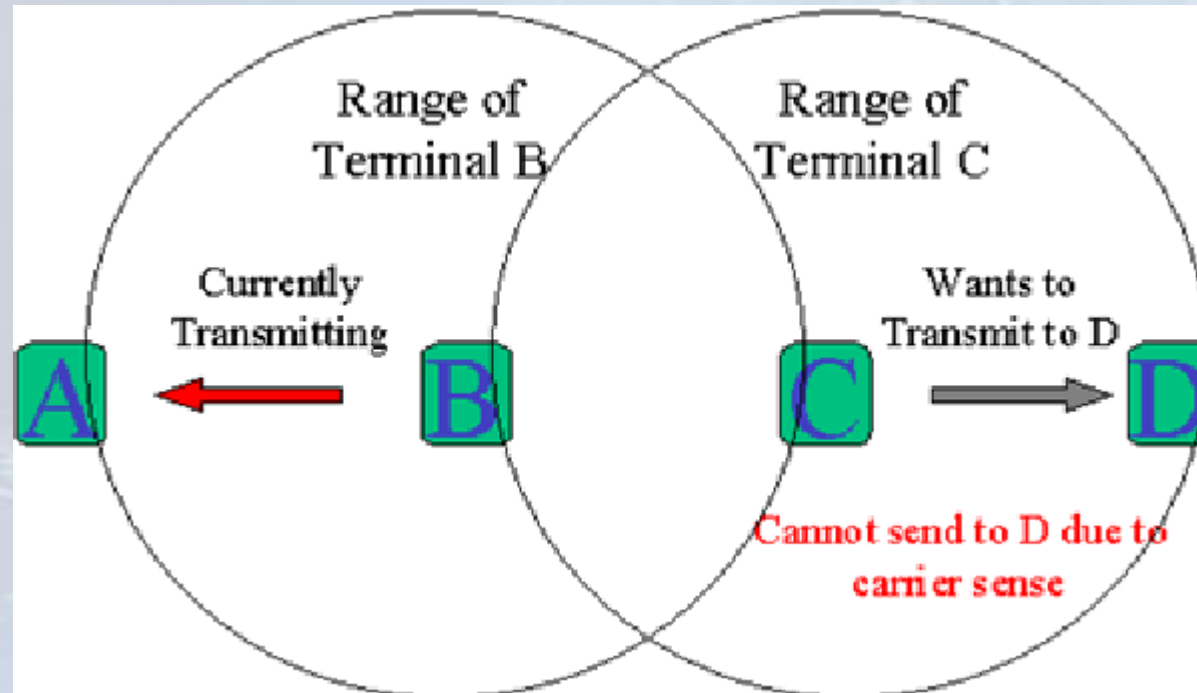 Range of
Terminal B
Range of
Terminal C
Currently
Transmitting
Wants to
Transmit to D
A
B
C
D
Cannot send to D due to
carrier sense